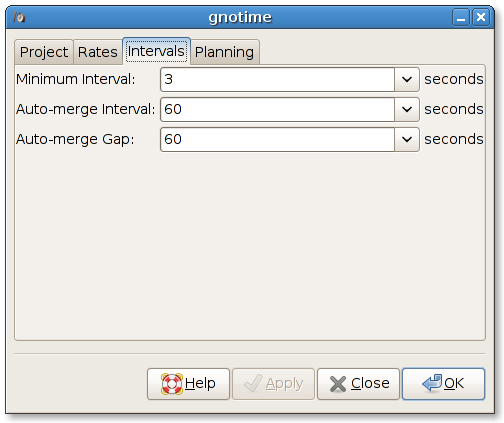 gnotime
Project Rates Intervals Planning
Minimum Interval: 3 seconds
Auto-merge Interval: 60 seconds
Auto-merge Gap: 60 seconds
Help Apply Close OK